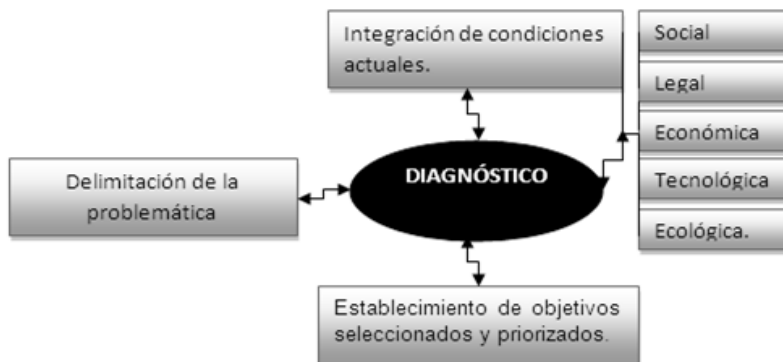 Integración de condiciones
actuales.
Social
Legal
Económica
Tecnológica
Ecológica.
DIAGNÓSTICO
Delimitación de la
problemática
Establecimiento de objetivos
seleccionados y priorizados.